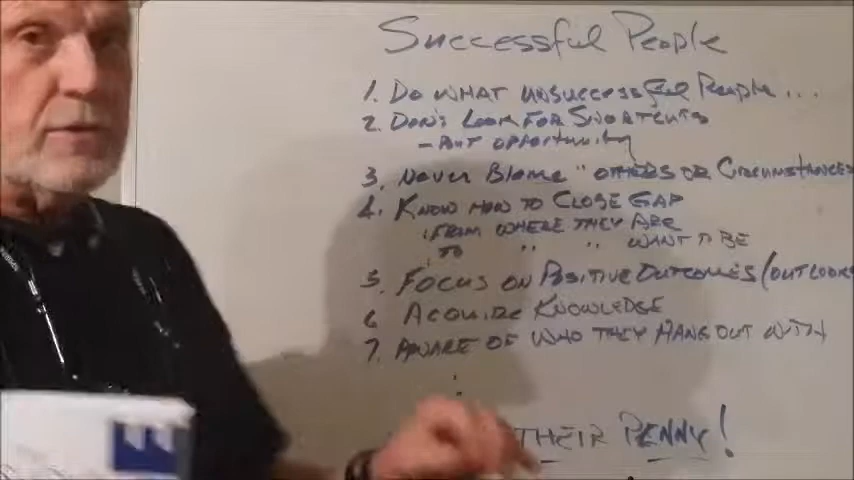 Successful People
1. Do WHAT UNSUCCESSFUL People...
2. Don't Look For Shortcuts
- But opportunity
3. Never Blame " OTHERS OR CIRCUMSTANCES
4. KNOW HOW TO CLOSE GAP
FROM WHERE THEY ARE
TO " " WANT TO BE
5. FOCUS ON POSITIVE OUTCOMES/OUTLOOK
6 ACQUIRE KNOWLEDGE
7. AWARE OF WHO THEY HANG OUT WITH
THEIR PENNY!